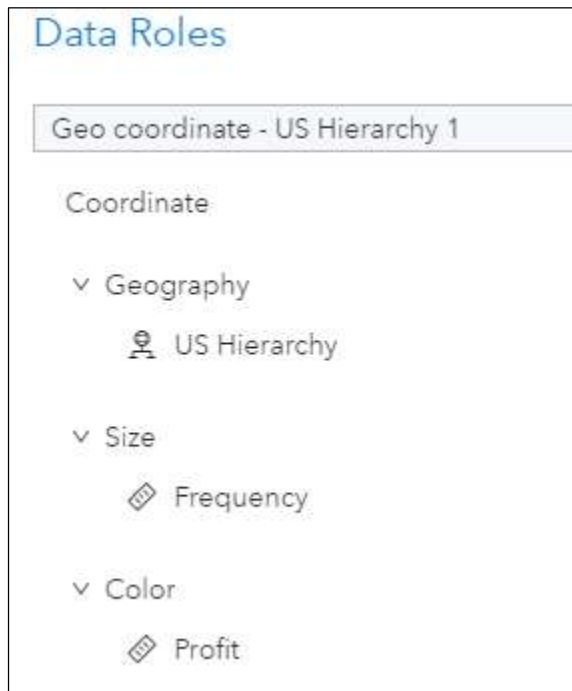 Data Roles
Geo coordinate - US Hierarchy 1
Coordinate
Geography
US Hierarchy
Size
Frequency
Color
Profit